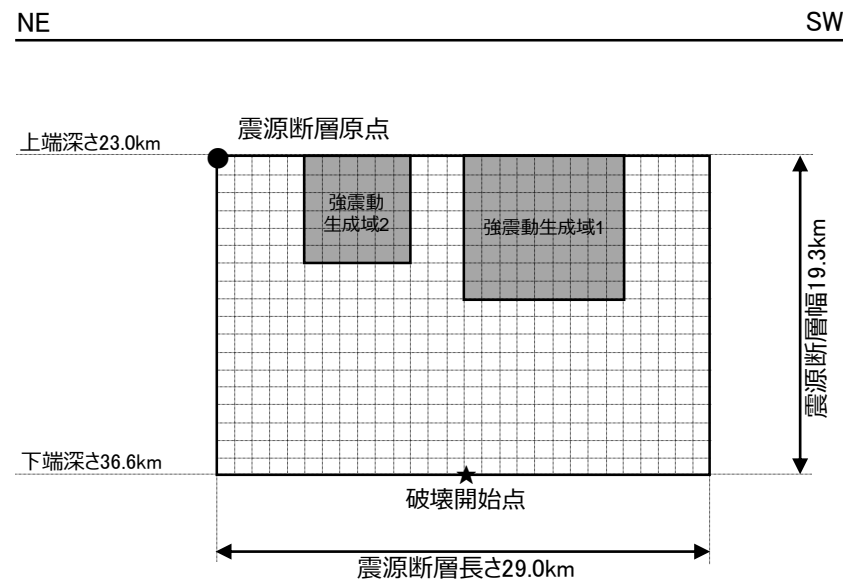 NE
SW
震源断層原点
上端深さ23.0km
強震動
生成域2
強震動生成域1
震源断層幅19.3km
下端深さ36.6km
破壊開始点
震源断層長さ29.0km